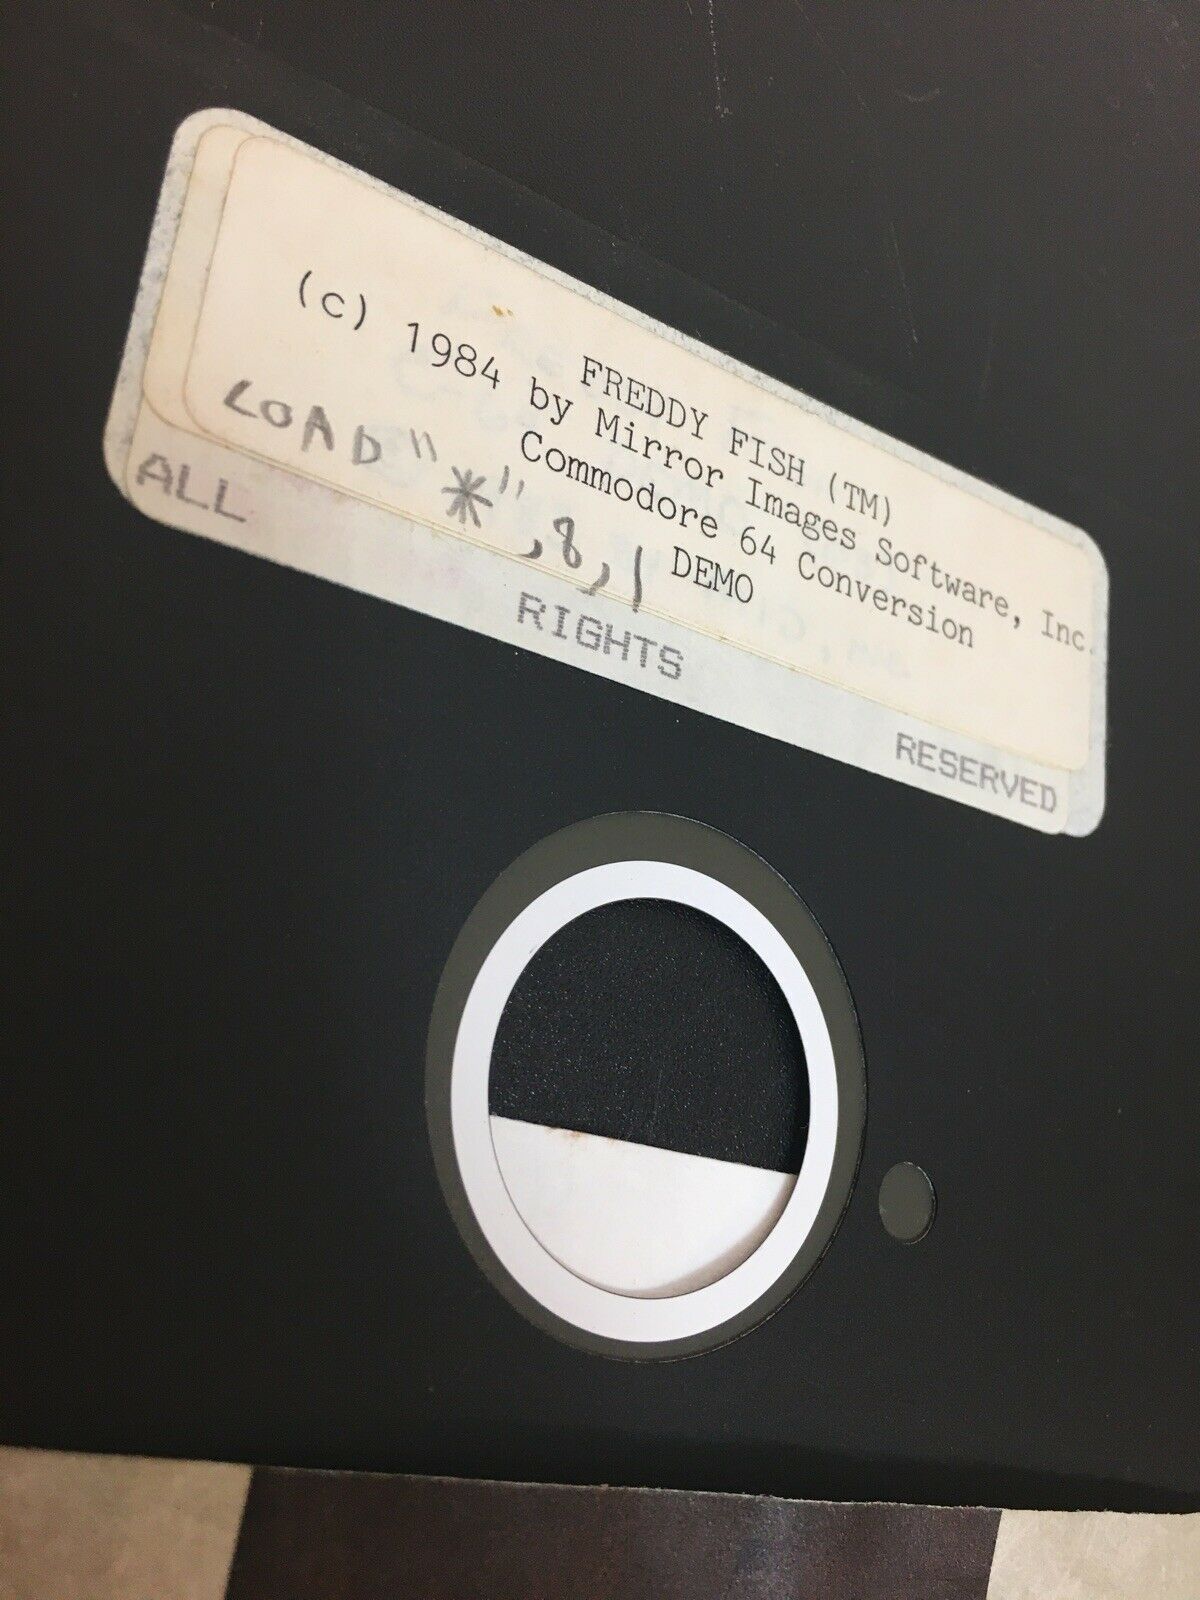 FREDDY FISH (TM)
(c) 1984 by Mirror Images Software, Inc.
Commodore 64 Conversion
DEMO
LOAD "*",8,1
ALL RIGHTS RESERVED